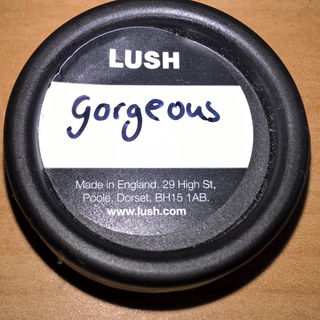 LUSH
gorgeous
Made in England. 29 High St,
Poole, Dorset, BH15 1AB.
www.lush.com